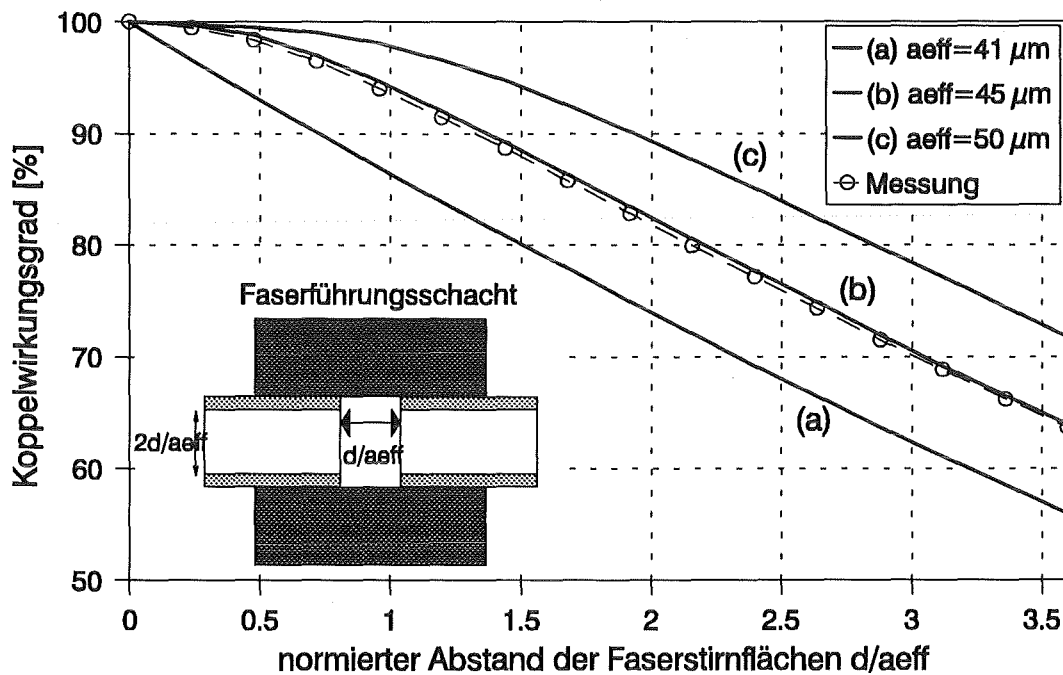 Koppelwirkungsgrad [%]
100
90
80
70
60
50
(a) aeff=41 µm
(b) aeff=45 µm
(c) aeff=50 µm
Messung
(c)
(b)
(a)
Faserführungsschacht
2d/aeff
d/aeff
0 0.5 1 1.5 2 2.5 3 3.5
normierter Abstand der Faserstirnflächen d/aeff